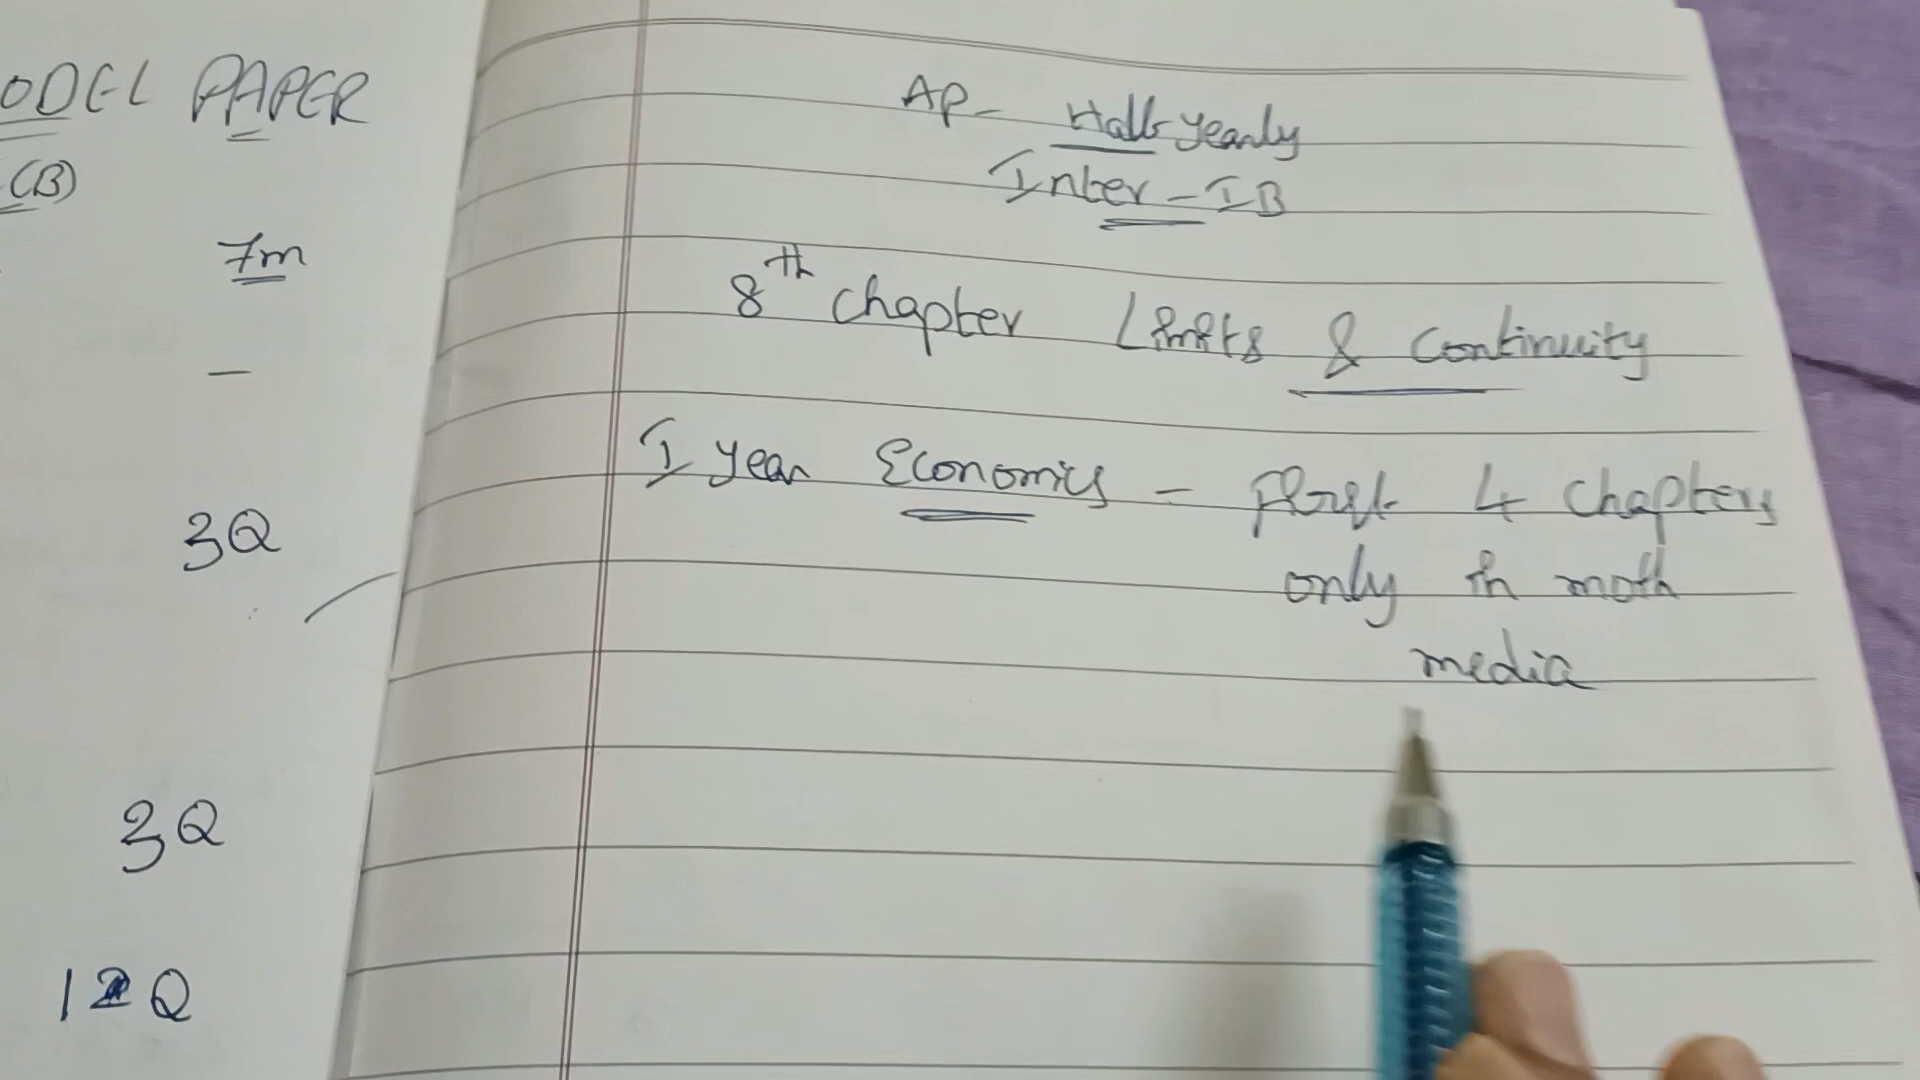 ODEL PAPER
(B)
7m
3Q
3Q
12Q
AP- Half yearly
Inter - IB
8th chapter Limits & continuity
I year Economics - First 4 chapters
only in math
media